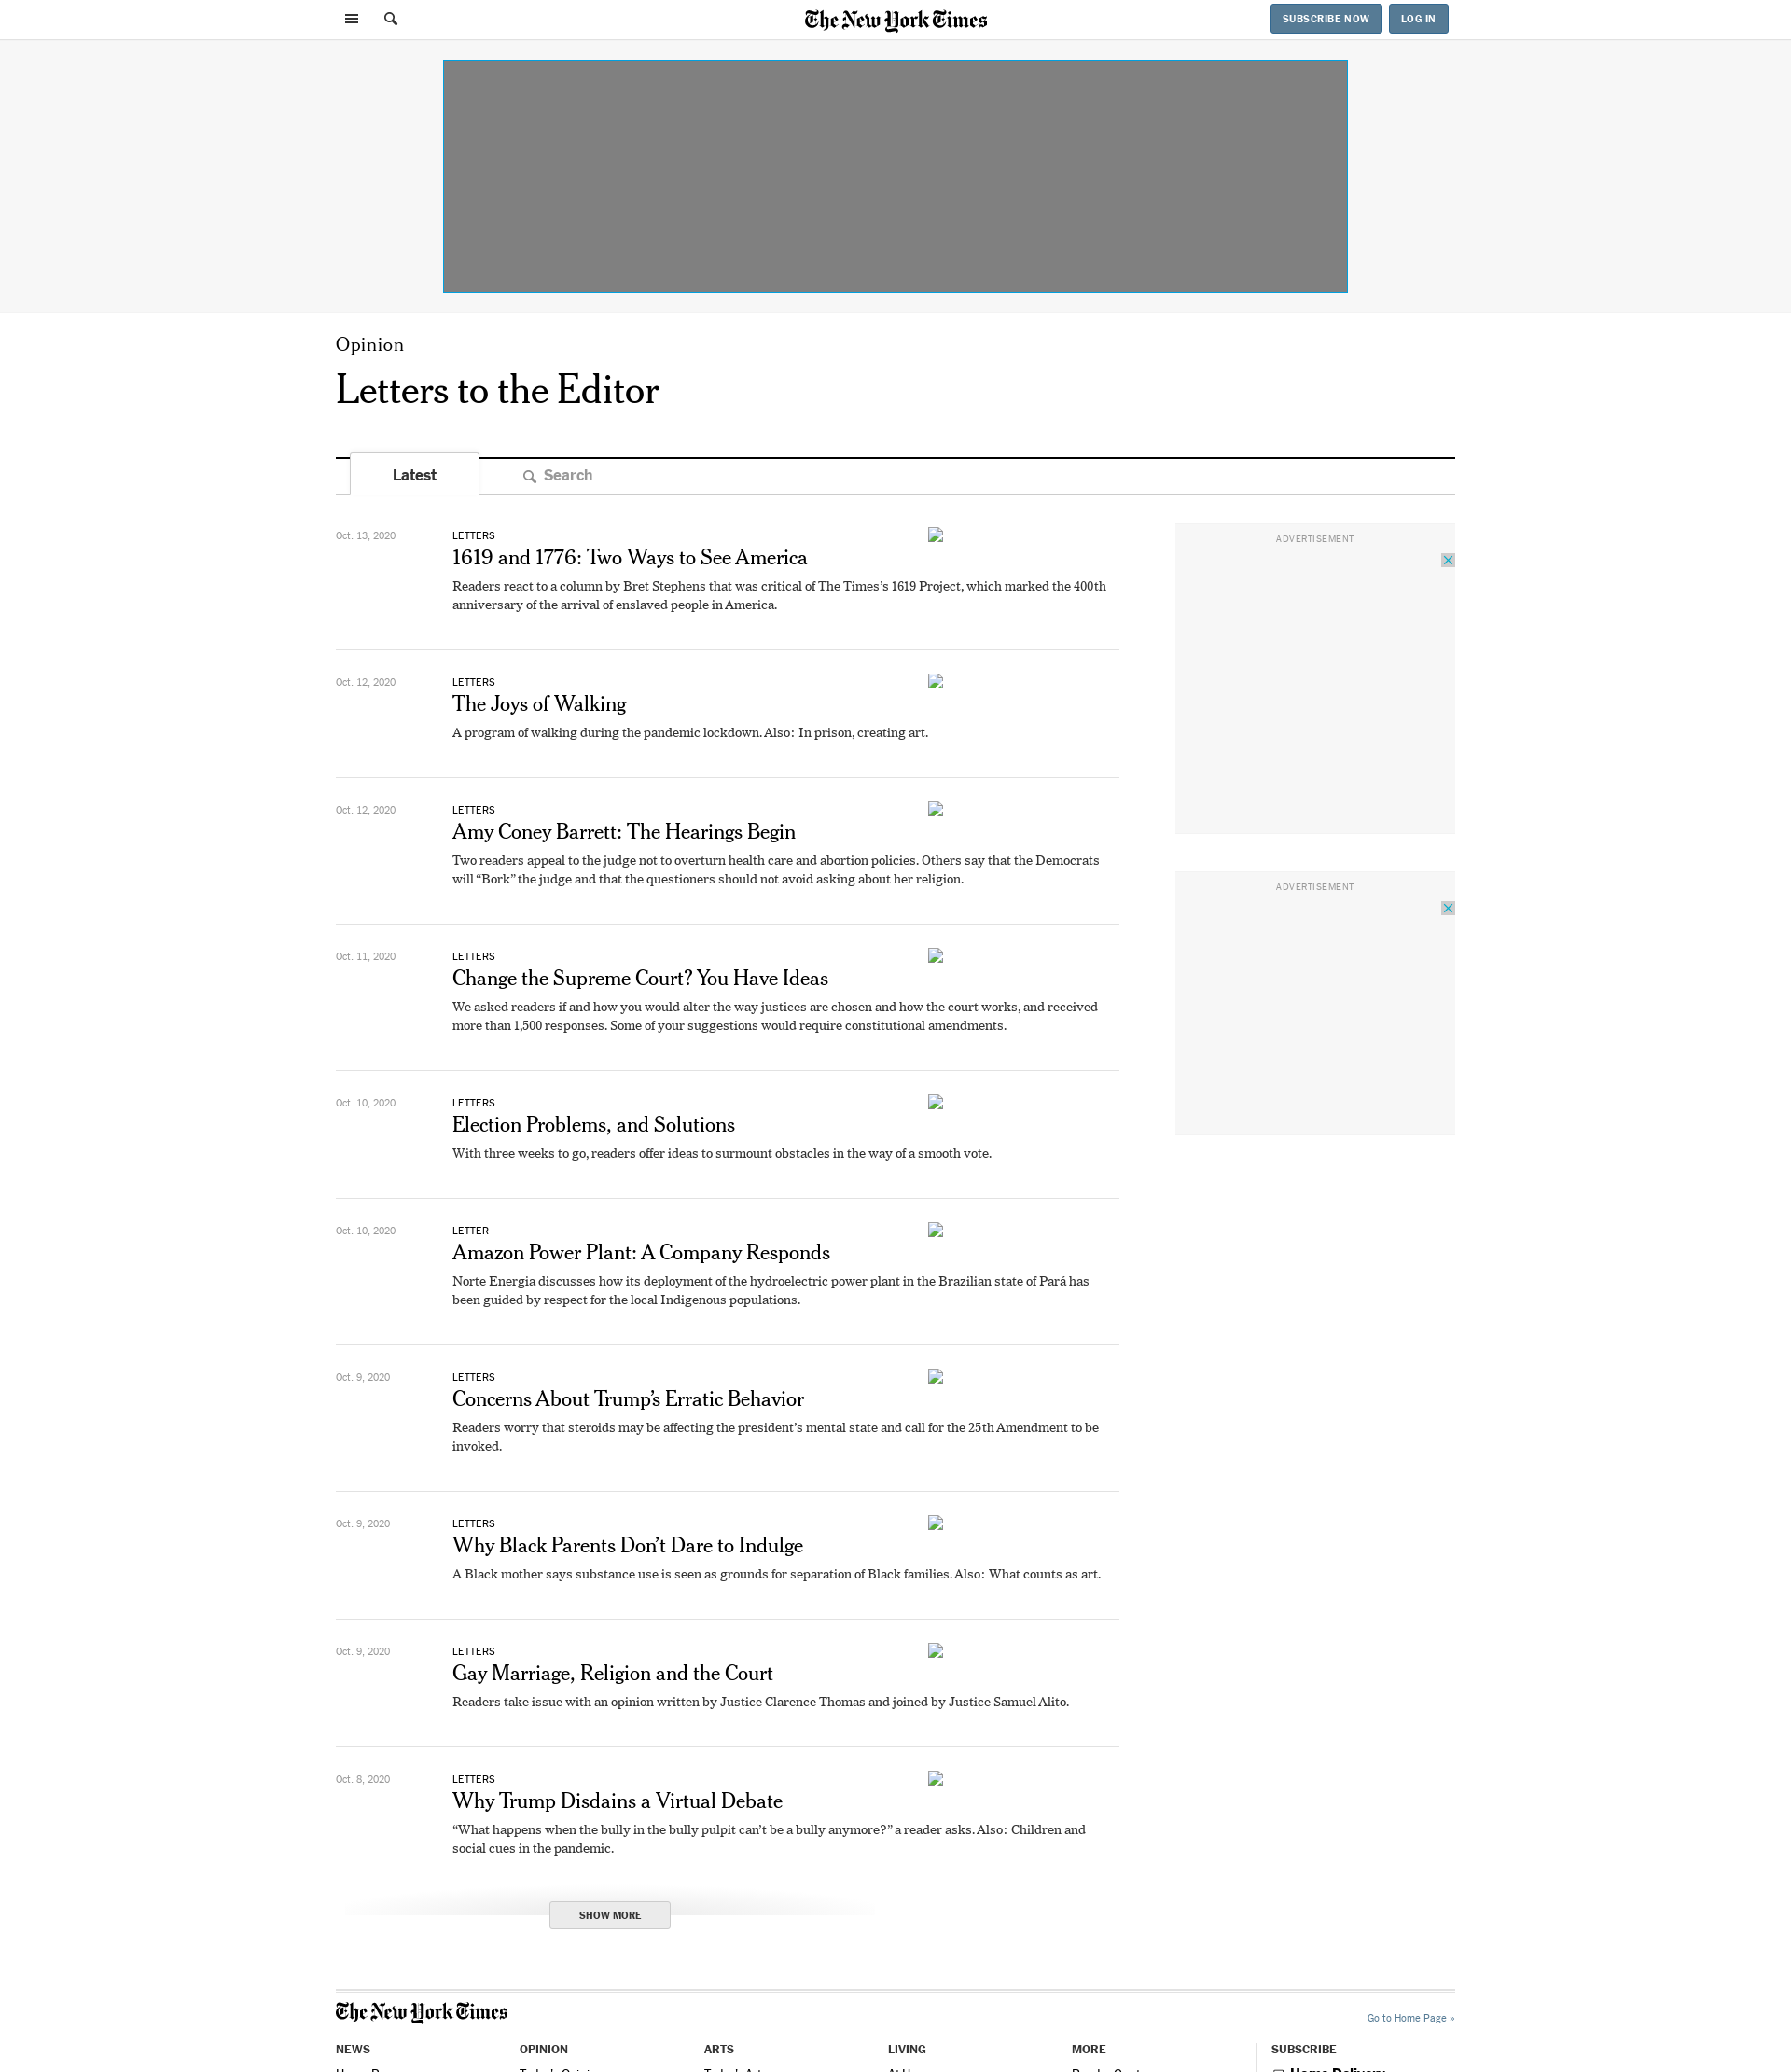 The New York Times
SUBSCRIBE NOW
LOG IN
Opinion
Letters to the Editor
Latest
Search
Oct. 13, 2020
LETTERS
1619 and 1776: Two Ways to See America
Readers react to a column by Bret Stephens that was critical of The Times’s 1619 Project, which marked the 400th
anniversary of the arrival of enslaved people in America.
ADVERTISEMENT
Oct. 12, 2020
LETTERS
The Joys of Walking
A program of walking during the pandemic lockdown. Also: In prison, creating art.
Oct. 12, 2020
LETTERS
Amy Coney Barrett: The Hearings Begin
Two readers appeal to the judge not to overturn health care and abortion policies. Others say that the Democrats
will “Bork” the judge and that the questioners should not avoid asking about her religion.
ADVERTISEMENT
Oct. 11, 2020
LETTERS
Change the Supreme Court? You Have Ideas
We asked readers if and how you would alter the way justices are chosen and how the court works, and received
more than 1,500 responses. Some of your suggestions would require constitutional amendments.
Oct. 10, 2020
LETTERS
Election Problems, and Solutions
With three weeks to go, readers offer ideas to surmount obstacles in the way of a smooth vote.
Oct. 10, 2020
LETTER
Amazon Power Plant: A Company Responds
Norte Energia discusses how its deployment of the hydroelectric power plant in the Brazilian state of Pará has
been guided by respect for the local Indigenous populations.
Oct. 9, 2020
LETTERS
Concerns About Trump’s Erratic Behavior
Readers worry that steroids may be affecting the president’s mental state and call for the 25th Amendment to be
invoked.
Oct. 9, 2020
LETTERS
Why Black Parents Don’t Dare to Indulge
A Black mother says substance use is seen as grounds for separation of Black families. Also: What counts as art.
Oct. 9, 2020
LETTERS
Gay Marriage, Religion and the Court
Readers take issue with an opinion written by Justice Clarence Thomas and joined by Justice Samuel Alito.
Oct. 8, 2020
LETTERS
Why Trump Disdains a Virtual Debate
“What happens when the bully in the bully pulpit can’t be a bully anymore?” a reader asks. Also: Children and
social cues in the pandemic.
SHOW MORE
The New York Times
Go to Home Page »
NEWS
OPINION
ARTS
LIVING
MORE
SUBSCRIBE
Home Delivery